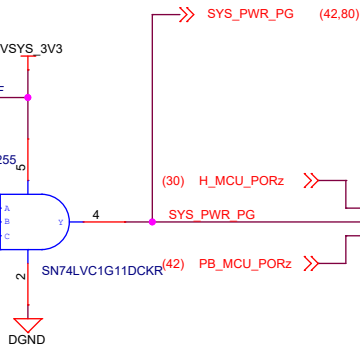 SYS_PWR_PG (42,80)
VSYS_3V3
F
255
5
(30) H_MCU_PORz
A
B
C
Y
4
SYS_PWR_PG
(42) PB_MCU_PORz
SN74LVC1G11DCKR
2
DGND